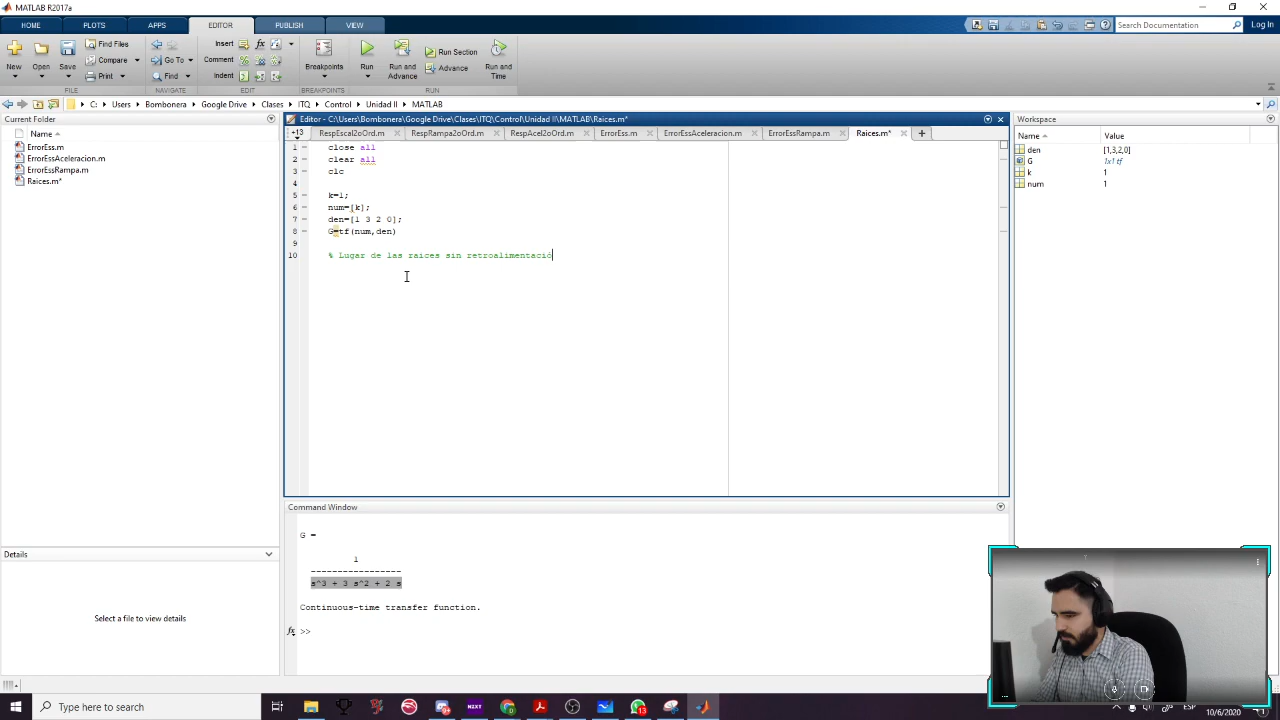 MATLAB R2017a
HOME PLOTS APPS EDITOR PUBLISH VIEW
Search Documentation Log In
New Open Save Find Files Compare Print
Go To Find
Insert fx
Comment
Indent
Breakpoints
Run Run and Advance Run Section Advance Run and Time
FILE NAVIGATE EDIT BREAKPOINTS RUN
C: Users Bombonera Google Drive Clases ITQ Control Unidad II MATLAB
Current Folder
Name
ErrorEss.m
ErrorEssAceleracion.m
ErrorEssRampa.m
Raices.m*
Details
Select a file to view details
Editor - C:\Users\Bombonera\Google Drive\Clases\ITQ\Control\Unidad II\MATLAB\Raices.m*
+13 RespEscal2oOrd.m RespRampa2oOrd.m RespAcel2oOrd.m ErrorEss.m ErrorEssAceleracion.m ErrorEssRampa.m Raices.m* +
1 close all
2 clear all
3 clc
4
5 k=1;
6 num=[k];
7 den=[1 3 2 0];
8 G=tf(num,den)
9
10 % Lugar de las raices sin retroalimentació
Command Window
G =
1
-----------------
s^3 + 3 s^2 + 2 s
Continuous-time transfer function.
fx >>
Workspace
Name Value
den [1,3,2,0]
G 1x1 tf
k 1
num 1
Type here to search
NEXT
13
ESP
10/6/2020